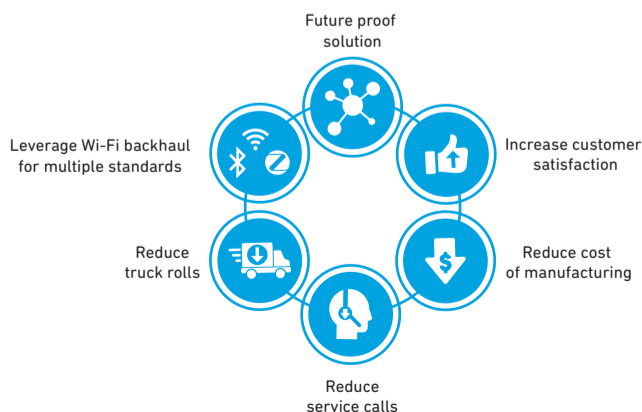 Future proof
solution
Leverage Wi-Fi backhaul
for multiple standards
Increase customer
satisfaction
Reduce
truck rolls
Reduce cost
of manufacturing
$
Reduce
service calls